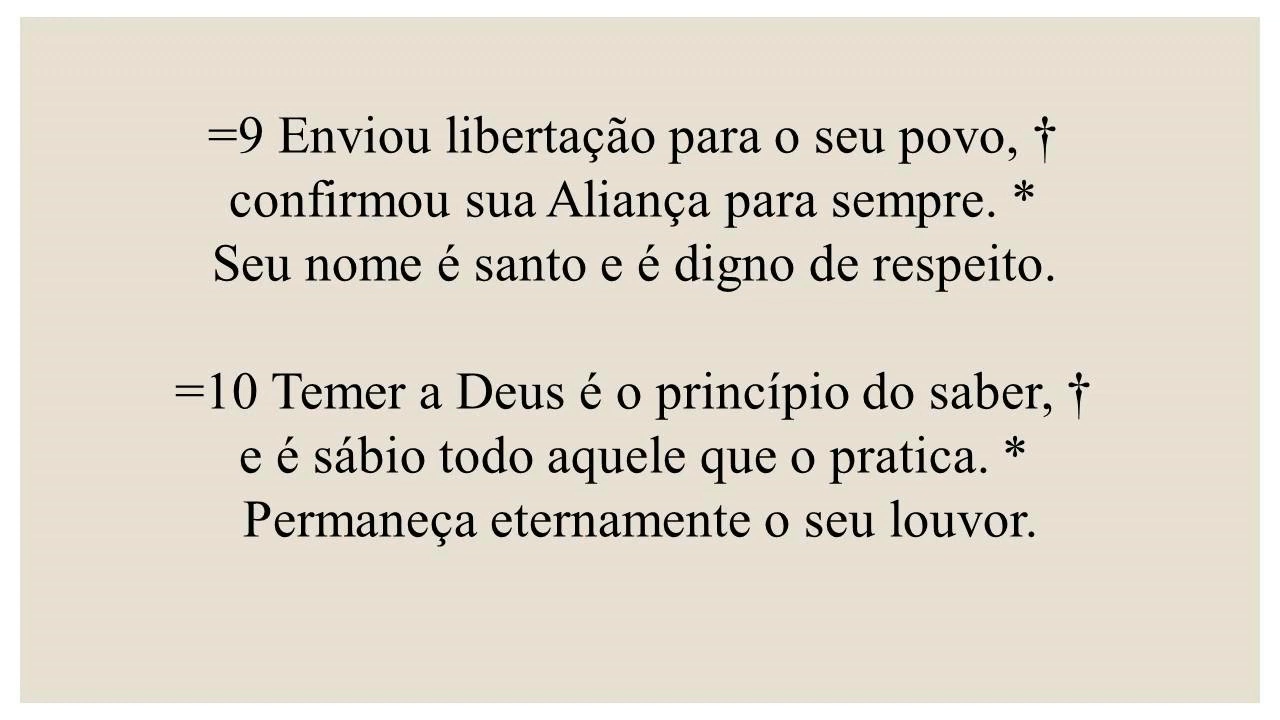 =9 Enviou libertação para o seu povo, †
confirmou sua Aliança para sempre. *
Seu nome é santo e é digno de respeito.
=10 Temer a Deus é o princípio do saber, †
e é sábio todo aquele que o pratica. *
Permaneça eternamente o seu louvor.